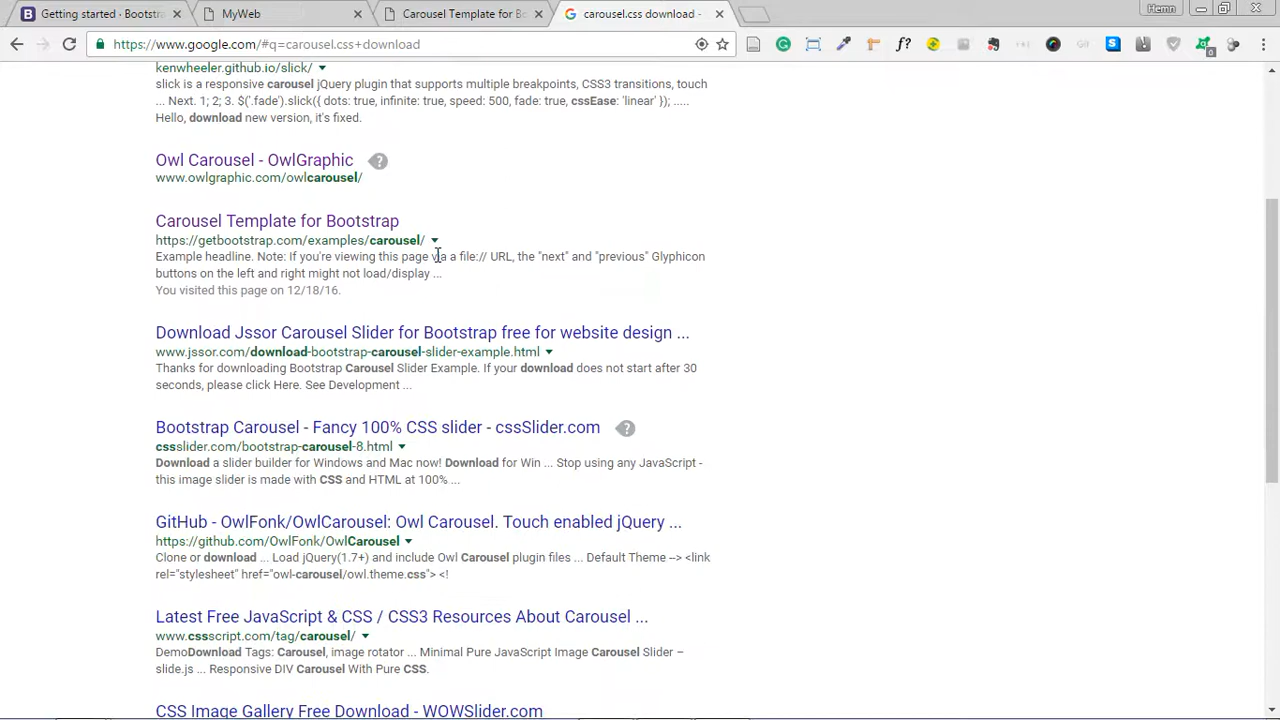 Getting started · Bootstr
MyWeb
Carousel Template for Bo
carousel.css download -
Hemn
https://www.google.com/#q=carousel.css+download
f?
0
kenwheeler.github.io/slick/
slick is a responsive carousel jQuery plugin that supports multiple breakpoints, CSS3 transitions, touch
... Next. 1; 2; 3. $('.fade').slick({ dots: true, infinite: true, speed: 500, fade: true, cssEase: 'linear' }); .....
Hello, download new version, it's fixed.
Owl Carousel - OwlGraphic
www.owlgraphic.com/owlcarousel/
Carousel Template for Bootstrap
https://getbootstrap.com/examples/carousel/
Example headline. Note: If you're viewing this page via a file:// URL, the "next" and "previous" Glyphicon
buttons on the left and right might not load/display ...
You visited this page on 12/18/16.
Download Jssor Carousel Slider for Bootstrap free for website design ...
www.jssor.com/download-bootstrap-carousel-slider-example.html
Thanks for downloading Bootstrap Carousel Slider Example. If your download does not start after 30
seconds, please click Here. See Development ...
Bootstrap Carousel - Fancy 100% CSS slider - cssSlider.com
cssslider.com/bootstrap-carousel-8.html
Download a slider builder for Windows and Mac now! Download for Win ... Stop using any JavaScript -
this image slider is made with CSS and HTML at 100% ...
GitHub - OwlFonk/OwlCarousel: Owl Carousel. Touch enabled jQuery ...
https://github.com/OwlFonk/OwlCarousel
Clone or download ... Load jQuery(1.7+) and include Owl Carousel plugin files ... Default Theme --> <link
rel="stylesheet" href="owl-carousel/owl.theme.css"> <!
Latest Free JavaScript & CSS / CSS3 Resources About Carousel ...
www.cssscript.com/tag/carousel/
DemoDownload Tags: Carousel, image rotator ... Minimal Pure JavaScript Image Carousel Slider –
slide.js ... Responsive DIV Carousel With Pure CSS.
CSS Image Gallery Free Download - WOWSlider.com